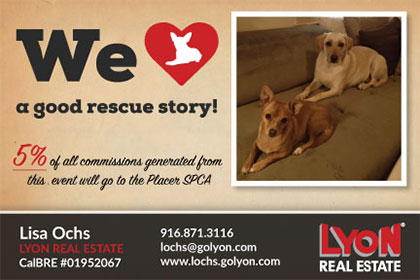 We
a good rescue story!
5% of all commissions generated from
this event will go to the Placer SPCA
Lisa Ochs
LYON REAL ESTATE
CalBRE #01952067
916.871.3116
lochs@golyon.com
www.lochs.golyon.com
LYON
REAL ESTATE